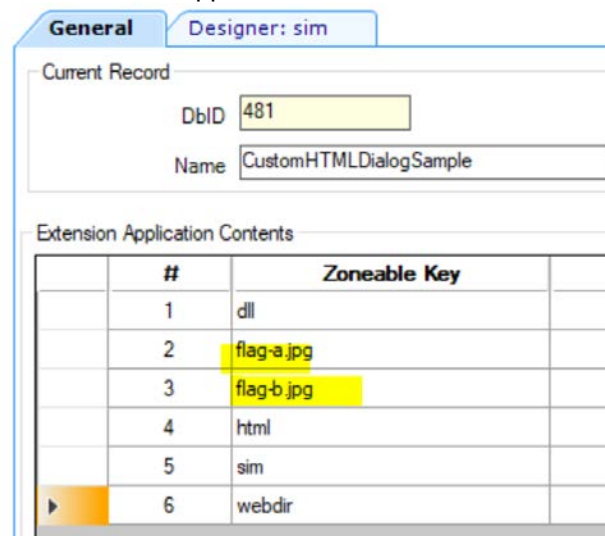 General Designer: sim
Current Record
DbID 481
Name CustomHTMLDialogSample
Extension Application Contents
# Zoneable Key
1 dll
2 flag-a.jpg
3 flag-b.jpg
4 html
5 sim
6 webdir